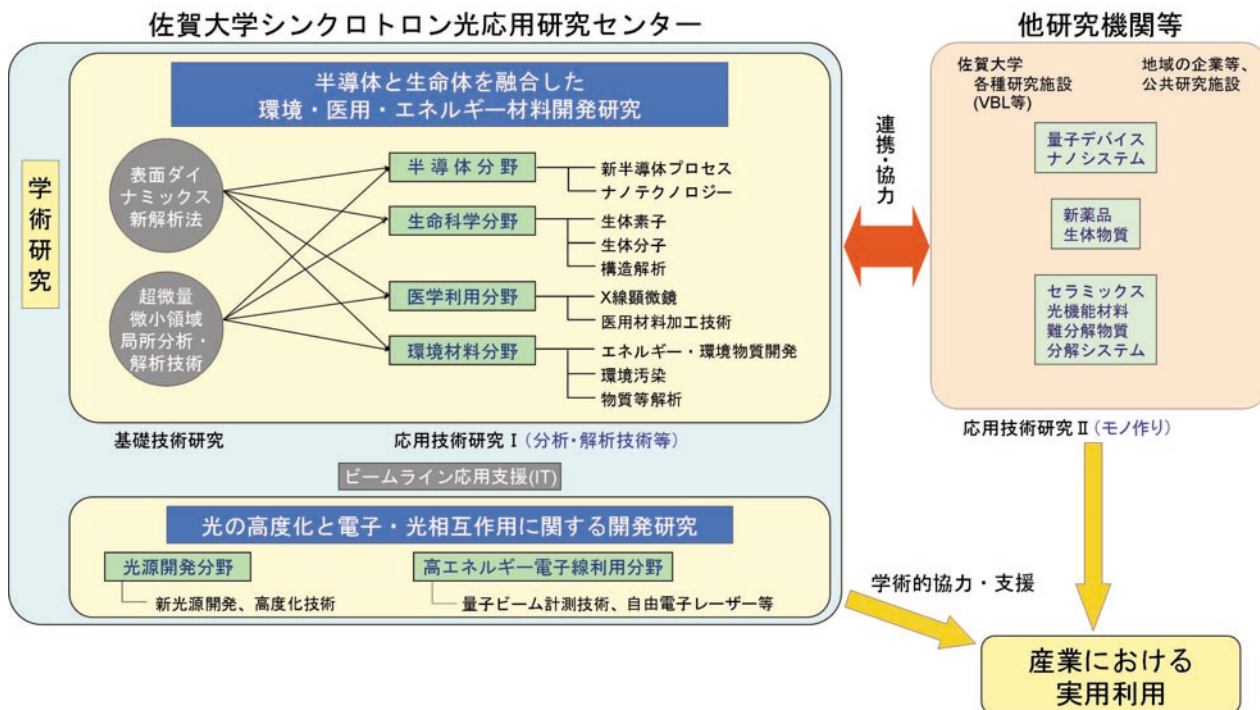 佐賀大学シンクロトロン光応用研究センター
学術研究
半導体と生命体を融合した
環境・医用・エネルギー材料開発研究
表面ダイ
ナミックス
新解析法
超微量
微小領域
局所分析・
解析技術
半導体分野
新半導体プロセス
ナノテクノロジー
生命科学分野
生体素子
生体分子
構造解析
医学利用分野
X線顕微鏡
医用材料加工技術
環境材料分野
エネルギー・環境物質開発
環境汚染
物質等解析
基礎技術研究
応用技術研究Ⅰ(分析・解析技術等)
ビームライン応用支援(IT)
光の高度化と電子・光相互作用に関する開発研究
光源開発分野
新光源開発、高度化技術
高エネルギー電子線利用分野
量子ビーム計測技術、自由電子レーザー等
連携・協力
他研究機関等
佐賀大学
各種研究施設
(VBL等)
地域の企業等、
公共研究施設
量子デバイス
ナノシステム
新薬品
生体物質
セラミックス
光機能材料
難分解物質
分解システム
応用技術研究Ⅱ(モノ作り)
学術的協力・支援
産業における
実用利用